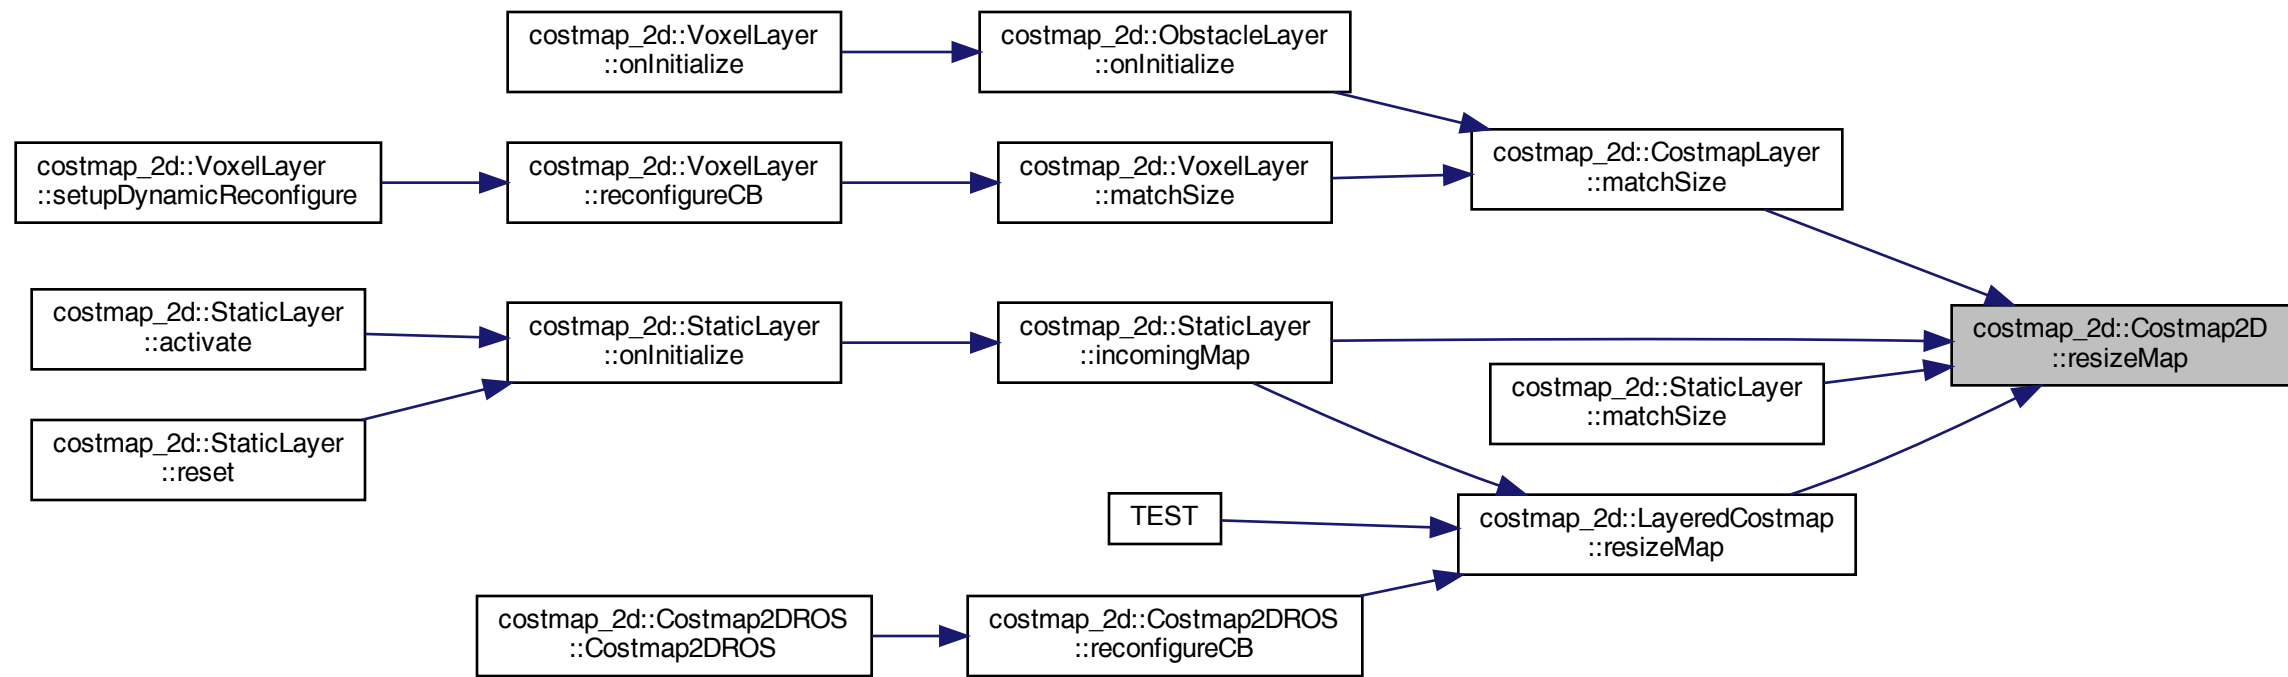 costmap_2d::VoxelLayer
::onInitialize
costmap_2d::ObstacleLayer
::onInitialize
costmap_2d::VoxelLayer
::setupDynamicReconfigure
costmap_2d::VoxelLayer
::reconfigureCB
costmap_2d::VoxelLayer
::matchSize
costmap_2d::CostmapLayer
::matchSize
costmap_2d::StaticLayer
::activate
costmap_2d::StaticLayer
::onInitialize
costmap_2d::StaticLayer
::incomingMap
costmap_2d::Costmap2D
::resizeMap
costmap_2d::StaticLayer
::matchSize
costmap_2d::StaticLayer
::reset
TEST
costmap_2d::LayeredCostmap
::resizeMap
costmap_2d::Costmap2DROS
::Costmap2DROS
costmap_2d::Costmap2DROS
::reconfigureCB